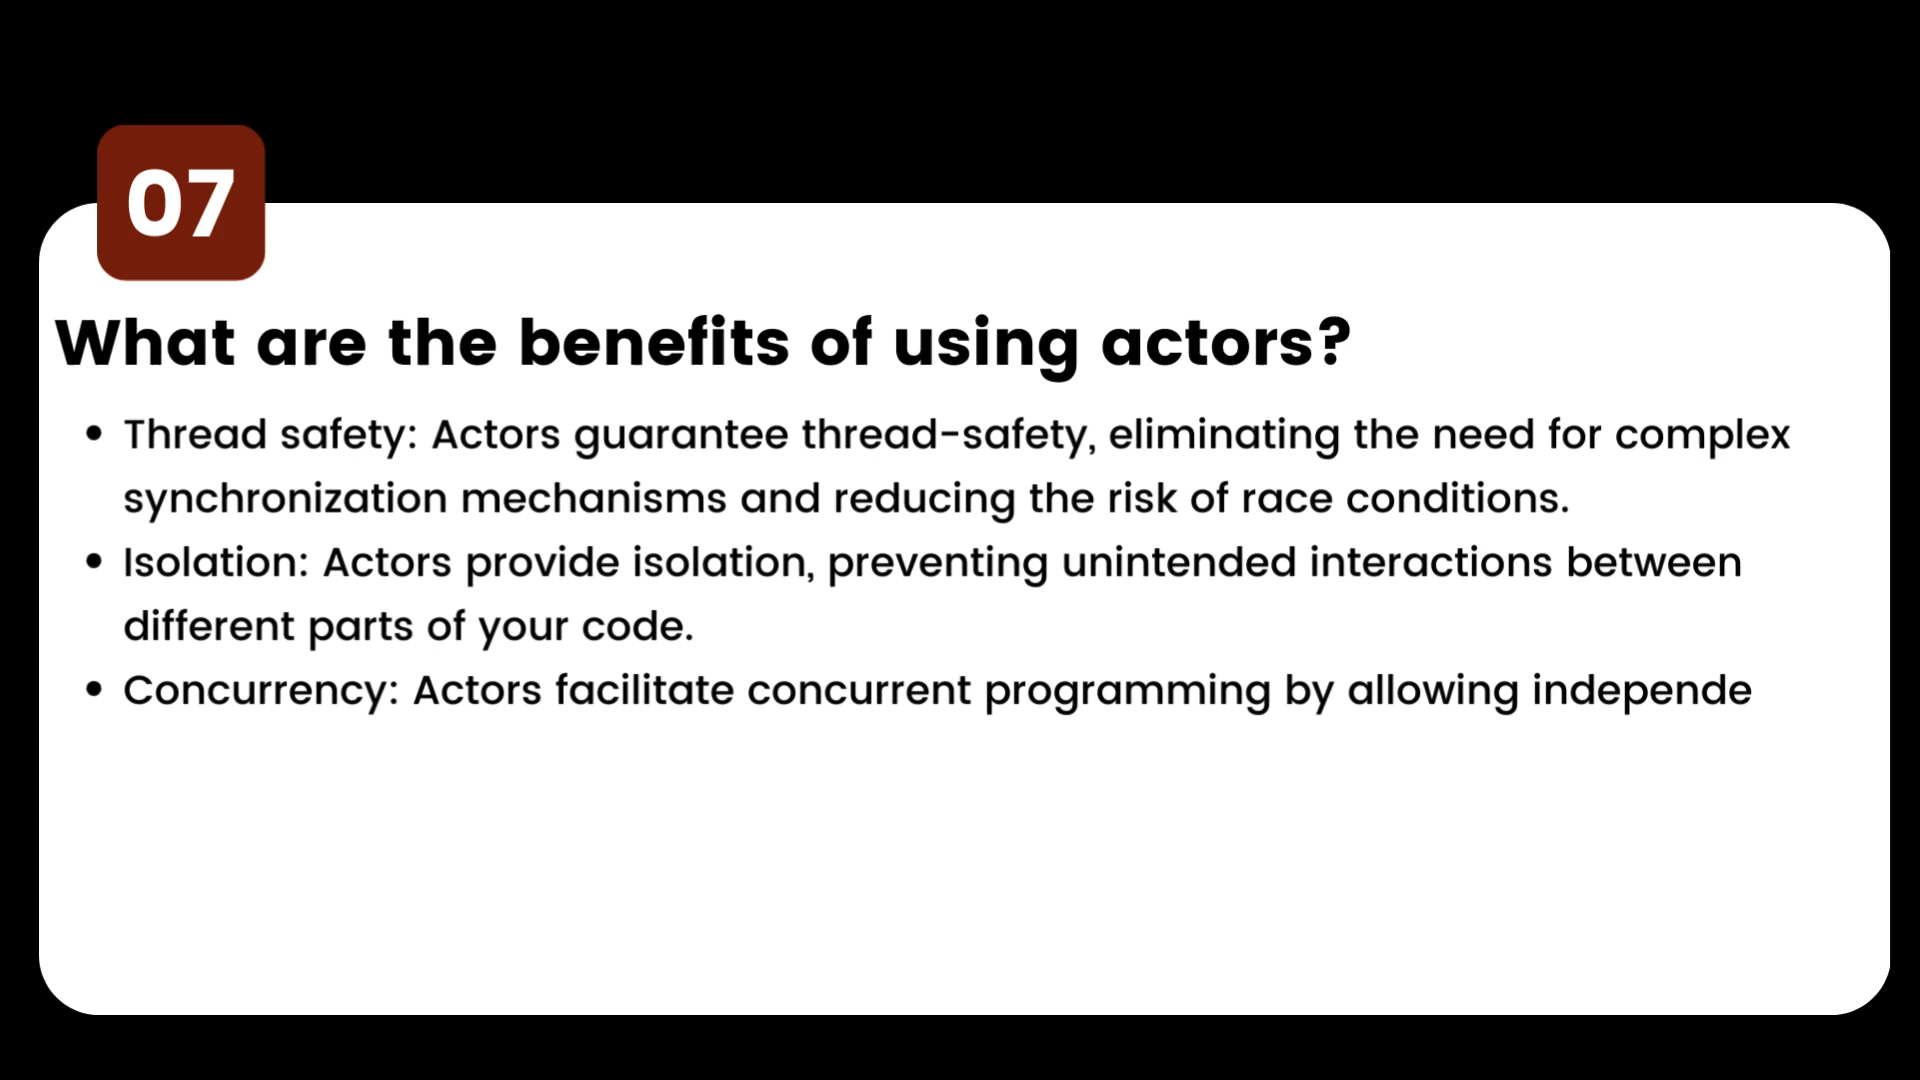 07
What are the benefits of using actors?
• Thread safety: Actors guarantee thread-safety, eliminating the need for complex
synchronization mechanisms and reducing the risk of race conditions.
• Isolation: Actors provide isolation, preventing unintended interactions between
different parts of your code.
• Concurrency: Actors facilitate concurrent programming by allowing independe